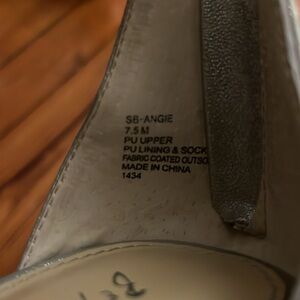 SB-ANGIE
7.5 M
PU UPPER
PU LINING & SOCK
FABRIC COATED OUTSO
MADE IN CHINA
1434